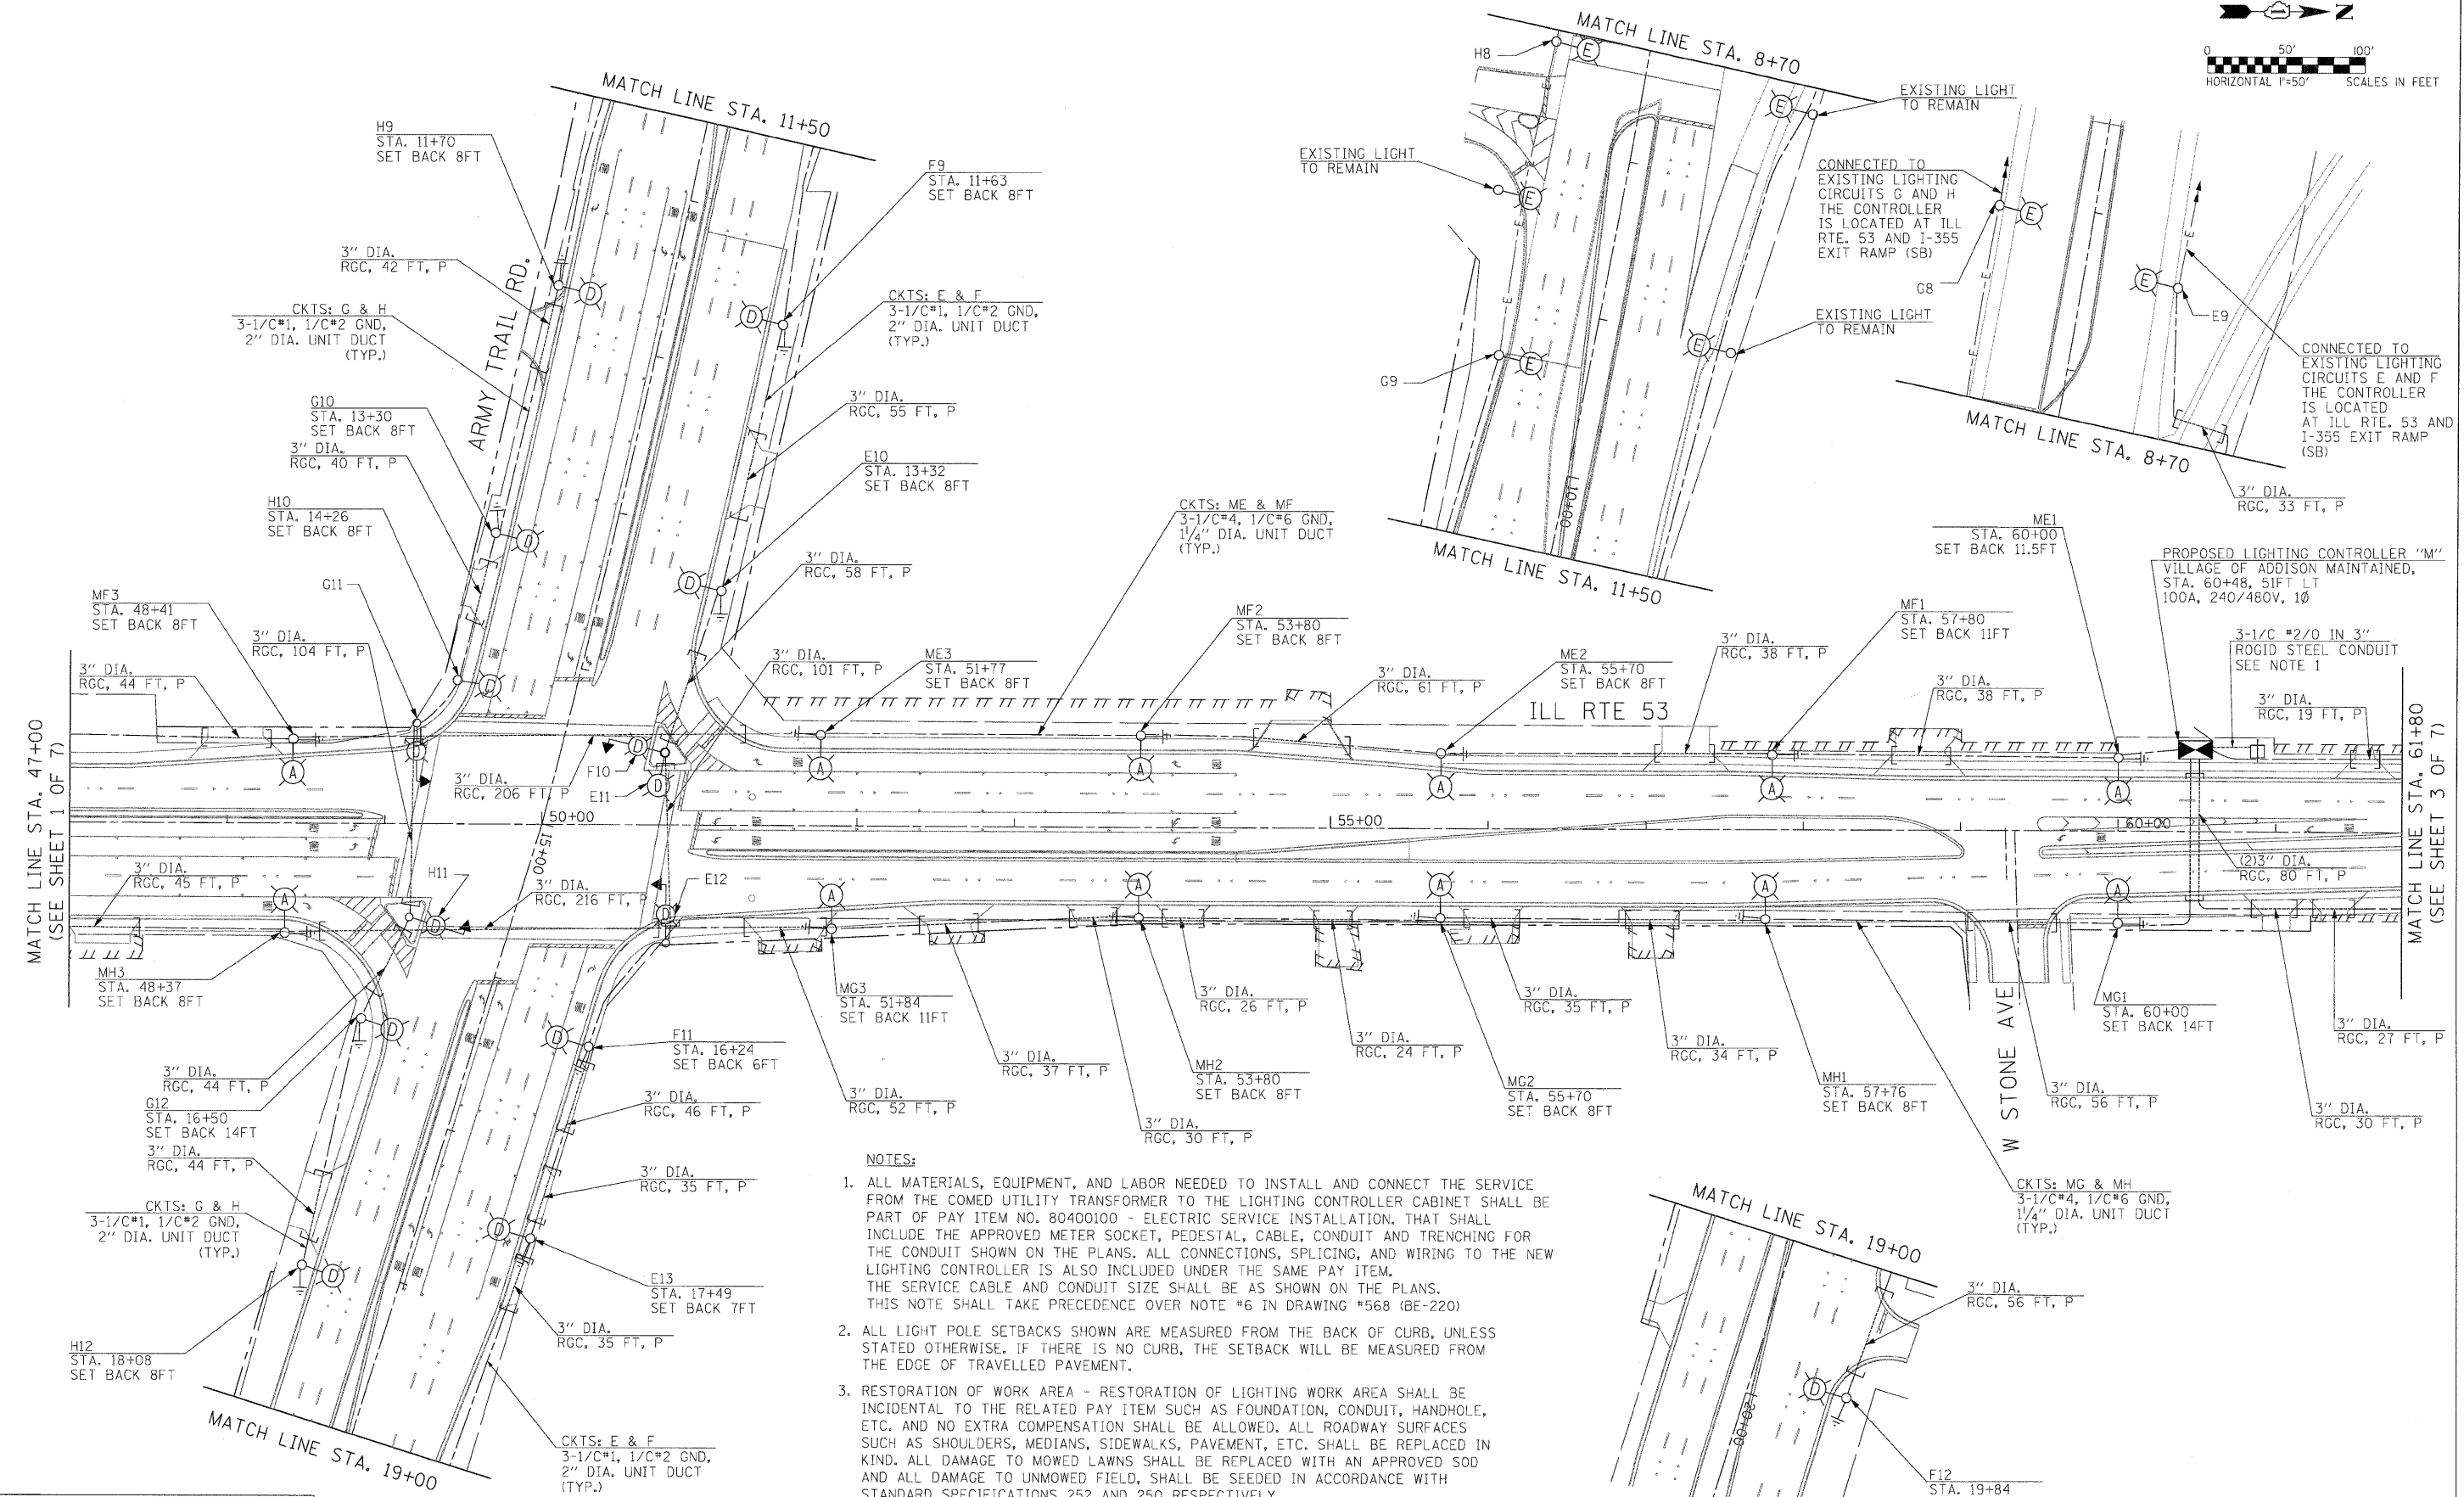 N
0 50' 100'
HORIZONTAL 1"=50' SCALES IN FEET
MATCH LINE STA. 11+50
H9
STA. 11+70
SET BACK 8FT
F9
STA. 11+63
SET BACK 8FT
3" DIA.
RGC, 42 FT, P
CKTS: G & H
3-1/C#1, 1/C#2 GND,
2" DIA. UNIT DUCT
(TYP.)
ARMY TRAIL RD.
CKTS: E & F
3-1/C#1, 1/C#2 GND,
2" DIA. UNIT DUCT
(TYP.)
3" DIA.
RGC, 55 FT, P
G10
STA. 13+30
SET BACK 8FT
3" DIA.
RGC, 40 FT, P
E10
STA. 13+32
SET BACK 8FT
H10
STA. 14+26
SET BACK 8FT
G11
3" DIA.
RGC, 58 FT, P
MF3
STA. 48+41
SET BACK 8FT
3" DIA.
RGC, 104 FT, P
3" DIA.
RGC, 44 FT, P
MATCH LINE STA. 8+70
H8
EXISTING LIGHT
TO REMAIN
EXISTING LIGHT
TO REMAIN
EXISTING LIGHT
TO REMAIN
G9
110+00
MATCH LINE STA. 11+50
CONNECTED TO
EXISTING LIGHTING
CIRCUITS G AND H
THE CONTROLLER
IS LOCATED AT ILL
RTE. 53 AND I-355
EXIT RAMP (SB)
G8
E9
CONNECTED TO
EXISTING LIGHTING
CIRCUITS E AND F
THE CONTROLLER
IS LOCATED
AT ILL RTE. 53 AND
I-355 EXIT RAMP
(SB)
MATCH LINE STA. 8+70
3" DIA.
RGC, 33 FT, P
CKTS: ME & MF
3-1/C#4, 1/C#6 GND,
1 1/4" DIA. UNIT DUCT
(TYP.)
ME1
STA. 60+00
SET BACK 11.5FT
PROPOSED LIGHTING CONTROLLER "M"
VILLAGE OF ADDISON MAINTAINED,
STA. 60+48, 51FT LT
100A, 240/480V, 1Ø
3" DIA.
RGC, 101 FT, P
ME3
STA. 51+77
SET BACK 8FT
MF2
STA. 53+80
SET BACK 8FT
3" DIA.
RGC, 61 FT, P
ME2
STA. 55+70
SET BACK 8FT
3" DIA.
RGC, 38 FT, P
MF1
STA. 57+80
SET BACK 11FT
3" DIA.
RGC, 38 FT, P
3-1/C #2/0 IN 3"
ROGID STEEL CONDUIT
SEE NOTE 1
3" DIA.
RGC, 19 FT, P
ILL RTE 53
MATCH LINE STA. 47+00
(SEE SHEET 1 OF 7)
MATCH LINE STA. 61+80
(SEE SHEET 3 OF 7)
F10
3" DIA.
RGC, 206 FT, P
E11
50+00
55+00
60+00
15+00
3" DIA.
RGC, 45 FT, P
H11
3" DIA.
RGC, 216 FT, P
E12
(2)3" DIA.
RGC, 80 FT, P
MH3
STA. 48+37
SET BACK 8FT
MG3
STA. 51+84
SET BACK 11FT
3" DIA.
RGC, 26 FT, P
3" DIA.
RGC, 35 FT, P
W STONE AVE
MG1
STA. 60+00
SET BACK 14FT
3" DIA.
RGC, 27 FT, P
3" DIA.
RGC, 44 FT, P
G12
STA. 16+50
SET BACK 14FT
F11
STA. 16+24
SET BACK 6FT
3" DIA.
RGC, 37 FT, P
3" DIA.
RGC, 24 FT, P
3" DIA.
RGC, 34 FT, P
MH2
STA. 53+80
SET BACK 8FT
MG2
STA. 55+70
SET BACK 8FT
MH1
STA. 57+76
SET BACK 8FT
3" DIA.
RGC, 56 FT, P
3" DIA.
RGC, 30 FT, P
3" DIA.
RGC, 46 FT, P
3" DIA.
RGC, 52 FT, P
3" DIA.
RGC, 30 FT, P
3" DIA.
RGC, 44 FT, P
3" DIA.
RGC, 35 FT, P
CKTS: G & H
3-1/C#1, 1/C#2 GND,
2" DIA. UNIT DUCT
(TYP.)
CKTS: MG & MH
3-1/C#4, 1/C#6 GND,
1 1/4" DIA. UNIT DUCT
(TYP.)
E13
STA. 17+49
SET BACK 7FT
3" DIA.
RGC, 35 FT, P
H12
STA. 18+08
SET BACK 8FT
MATCH LINE STA. 19+00
CKTS: E & F
3-1/C#1, 1/C#2 GND,
2" DIA. UNIT DUCT
(TYP.)
NOTES:
1. ALL MATERIALS, EQUIPMENT, AND LABOR NEEDED TO INSTALL AND CONNECT THE SERVICE
FROM THE COMED UTILITY TRANSFORMER TO THE LIGHTING CONTROLLER CABINET SHALL BE
PART OF PAY ITEM NO. 80400100 - ELECTRIC SERVICE INSTALLATION. THAT SHALL
INCLUDE THE APPROVED METER SOCKET, PEDESTAL, CABLE, CONDUIT AND TRENCHING FOR
THE CONDUIT SHOWN ON THE PLANS. ALL CONNECTIONS, SPLICING, AND WIRING TO THE NEW
LIGHTING CONTROLLER IS ALSO INCLUDED UNDER THE SAME PAY ITEM.
THE SERVICE CABLE AND CONDUIT SIZE SHALL BE AS SHOWN ON THE PLANS.
THIS NOTE SHALL TAKE PRECEDENCE OVER NOTE #6 IN DRAWING #568 (BE-220)
2. ALL LIGHT POLE SETBACKS SHOWN ARE MEASURED FROM THE BACK OF CURB, UNLESS
STATED OTHERWISE. IF THERE IS NO CURB, THE SETBACK WILL BE MEASURED FROM
THE EDGE OF TRAVELLED PAVEMENT.
3. RESTORATION OF WORK AREA - RESTORATION OF LIGHTING WORK AREA SHALL BE
INCIDENTAL TO THE RELATED PAY ITEM SUCH AS FOUNDATION, CONDUIT, HANDHOLE,
ETC. AND NO EXTRA COMPENSATION SHALL BE ALLOWED. ALL ROADWAY SURFACES
SUCH AS SHOULDERS, MEDIANS, SIDEWALKS, PAVEMENT, ETC. SHALL BE REPLACED IN
KIND. ALL DAMAGE TO MOWED LAWNS SHALL BE REPLACED WITH AN APPROVED SOD
AND ALL DAMAGE TO UNMOWED FIELD, SHALL BE SEEDED IN ACCORDANCE WITH
STANDARD SPECIFICATIONS 252 AND 250 RESPECTIVELY.
MATCH LINE STA. 19+00
3" DIA.
RGC, 56 FT, P
120+00
F12
STA. 19+84